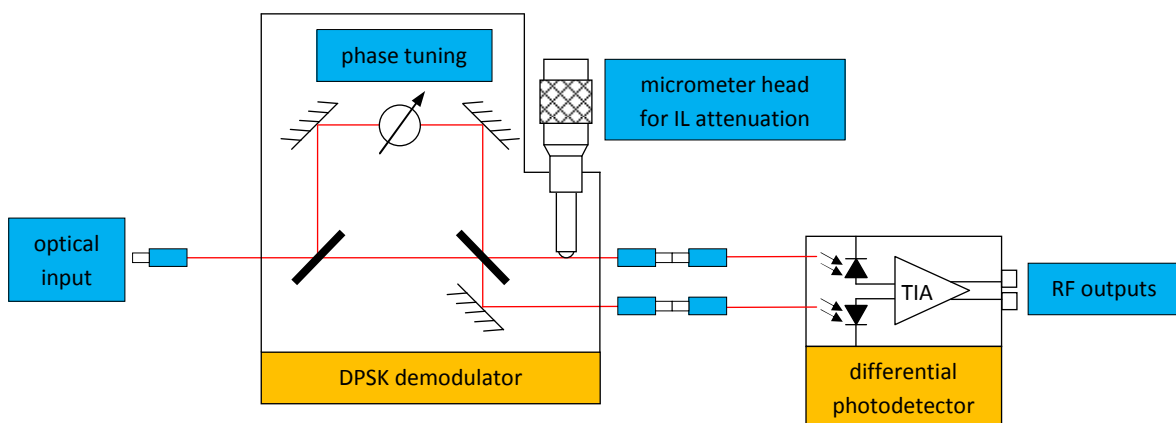 phase tuning
micrometer head
for IL attenuation
optical
input
TIA
RF outputs
DPSK demodulator
differential
photodetector